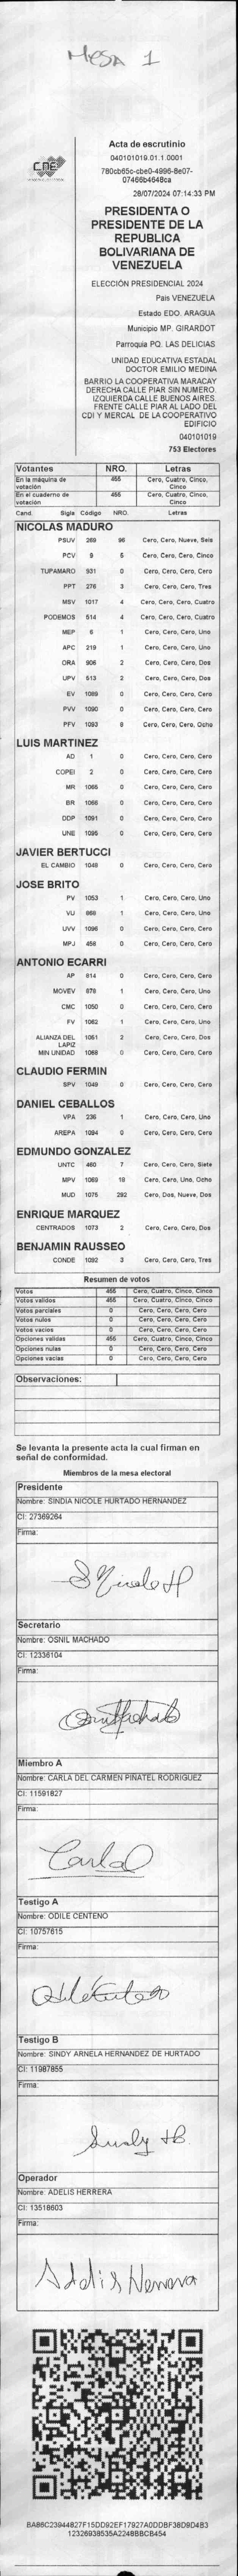 MESA 1
CNE
Acta de escrutinio
040101019.01.1.0001
780cb65c-cbe0-4996-8e07-
07466b4648ca
28/07/2024 07:14:33 PM
PRESIDENTA O
PRESIDENTE DE LA
REPUBLICA
BOLIVARIANA DE
VENEZUELA
ELECCIÓN PRESIDENCIAL 2024
País VENEZUELA
Estado EDO. ARAGUA
Municipio MP. GIRARDOT
Parroquia PQ. LAS DELICIAS
UNIDAD EDUCATIVA ESTADAL
DOCTOR EMILIO MEDINA
BARRIO LA COOPERATIVA MARACAY
DERECHA CALLE PIAR SIN NUMERO.
IZQUIERDA CALLE BUENOS AIRES.
FRENTE CALLE PIAR AL LADO DEL
CDI Y MERCAL DE LA COOPERATIVO
EDIFICIO
040101019
753 Electores
Votantes NRO. Letras
En la máquina de votación 455 Cero, Cuatro, Cinco, Cinco
En el cuaderno de votación 455 Cero, Cuatro, Cinco, Cinco
Cand. Sigla Código NRO. Letras
NICOLAS MADURO
PSUV 269 96 Cero, Cero, Nueve, Seis
PCV 9 5 Cero, Cero, Cero, Cinco
TUPAMARO 931 0 Cero, Cero, Cero, Cero
PPT 276 3 Cero, Cero, Cero, Tres
MSV 1017 4 Cero, Cero, Cero, Cuatro
PODEMOS 514 4 Cero, Cero, Cero, Cuatro
MEP 6 1 Cero, Cero, Cero, Uno
APC 219 1 Cero, Cero, Cero, Uno
ORA 906 2 Cero, Cero, Cero, Dos
UPV 513 2 Cero, Cero, Cero, Dos
EV 1089 0 Cero, Cero, Cero, Cero
PVV 1090 0 Cero, Cero, Cero, Cero
PFV 1093 8 Cero, Cero, Cero, Ocho
LUIS MARTINEZ
AD 1 0 Cero, Cero, Cero, Cero
COPEI 2 0 Cero, Cero, Cero, Cero
MR 1065 0 Cero, Cero, Cero, Cero
BR 1066 0 Cero, Cero, Cero, Cero
DDP 1091 0 Cero, Cero, Cero, Cero
UNE 1095 0 Cero, Cero, Cero, Cero
JAVIER BERTUCCI
EL CAMBIO 1048 0 Cero, Cero, Cero, Cero
JOSE BRITO
PV 1053 1 Cero, Cero, Cero, Uno
VU 868 1 Cero, Cero, Cero, Uno
UVV 1096 0 Cero, Cero, Cero, Cero
MPJ 458 0 Cero, Cero, Cero, Cero
ANTONIO ECARRI
AP 814 0 Cero, Cero, Cero, Cero
MOVEV 878 1 Cero, Cero, Cero, Uno
CMC 1050 0 Cero, Cero, Cero, Cero
FV 1062 1 Cero, Cero, Cero, Uno
ALIANZA DEL LAPIZ 1051 2 Cero, Cero, Cero, Dos
MIN UNIDAD 1068 0 Cero, Cero, Cero, Cero
CLAUDIO FERMIN
SPV 1049 0 Cero, Cero, Cero, Cero
DANIEL CEBALLOS
VPA 236 1 Cero, Cero, Cero, Uno
AREPA 1094 0 Cero, Cero, Cero, Cero
EDMUNDO GONZALEZ
UNTC 460 7 Cero, Cero, Cero, Siete
MPV 1069 18 Cero, Cero, Uno, Ocho
MUD 1075 292 Cero, Dos, Nueve, Dos
ENRIQUE MARQUEZ
CENTRADOS 1073 2 Cero, Cero, Cero, Dos
BENJAMIN RAUSSEO
CONDE 1092 3 Cero, Cero, Cero, Tres
Resumen de votos
Votos 455 Cero, Cuatro, Cinco, Cinco
Votos validos 455 Cero, Cuatro, Cinco, Cinco
Votos parciales 0 Cero, Cero, Cero, Cero
Votos nulos 0 Cero, Cero, Cero, Cero
Votos vacios 0 Cero, Cero, Cero, Cero
Opciones validas 455 Cero, Cuatro, Cinco, Cinco
Opciones nulas 0 Cero, Cero, Cero, Cero
Opciones vacias 0 Cero, Cero, Cero, Cero
Observaciones:
Se levanta la presente acta la cual firman en
señal de conformidad.
Miembros de la mesa electoral
Presidente
Nombre: SINDIA NICOLE HURTADO HERNANDEZ
CI: 27369264
Firma:
S Nicole H
Secretario
Nombre: OSNIL MACHADO
CI: 12336104
Firma:
Miembro A
Nombre: CARLA DEL CARMEN PIÑATEL RODRIGUEZ
CI: 11591827
Firma:
Carla
Testigo A
Nombre: ODILE CENTENO
CI: 10757615
Firma:
Odile Centeno
Testigo B
Nombre: SINDY ARNELA HERNANDEZ DE HURTADO
CI: 11987855
Firma:
Sindy H
Operador
Nombre: ADELIS HERRERA
CI: 13518603
Firma:
Adelis Herrera
8A86C23944827F15DD92EF17927A0DDBF38D9D4B3
12326938535A2248BBCB454